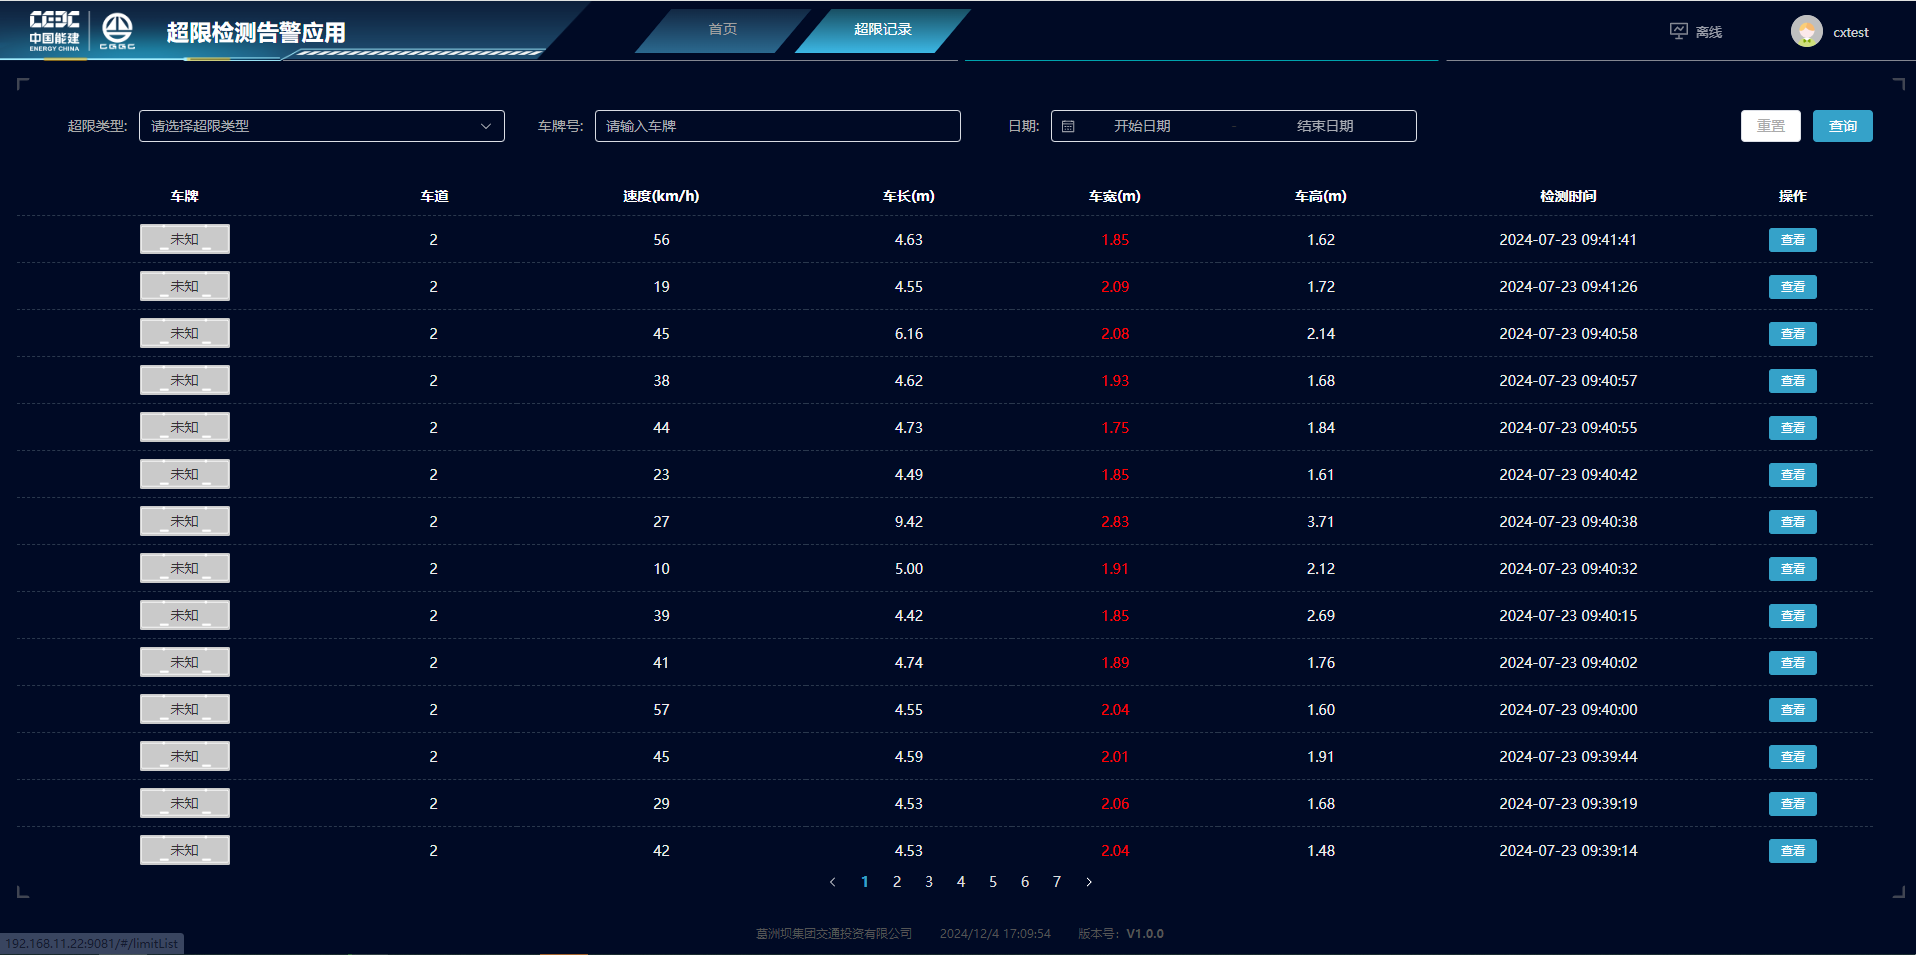 CEEC
中国能建
ENERGY CHINA
CGGC
超限检测告警应用
首页
超限记录
离线
cxtest
超限类型: 请选择超限类型 车牌号: 请输入车牌 日期: 开始日期 - 结束日期 重置 查询
车牌 车道 速度(km/h) 车长(m) 车宽(m) 车高(m) 检测时间 操作
未知 2 56 4.63 1.85 1.62 2024-07-23 09:41:41 查看
未知 2 19 4.55 2.09 1.72 2024-07-23 09:41:26 查看
未知 2 45 6.16 2.08 2.14 2024-07-23 09:40:58 查看
未知 2 38 4.62 1.93 1.68 2024-07-23 09:40:57 查看
未知 2 44 4.73 1.75 1.84 2024-07-23 09:40:55 查看
未知 2 23 4.49 1.85 1.61 2024-07-23 09:40:42 查看
未知 2 27 9.42 2.83 3.71 2024-07-23 09:40:38 查看
未知 2 10 5.00 1.91 2.12 2024-07-23 09:40:32 查看
未知 2 39 4.42 1.85 2.69 2024-07-23 09:40:15 查看
未知 2 41 4.74 1.89 1.76 2024-07-23 09:40:02 查看
未知 2 57 4.55 2.04 1.60 2024-07-23 09:40:00 查看
未知 2 45 4.59 2.01 1.91 2024-07-23 09:39:44 查看
未知 2 29 4.53 2.06 1.68 2024-07-23 09:39:19 查看
未知 2 42 4.53 2.04 1.48 2024-07-23 09:39:14 查看
1 2 3 4 5 6 7
葛洲坝集团交通投资有限公司 2024/12/4 17:09:54 版本号: V1.0.0
192.168.11.22:9081/#/limitList